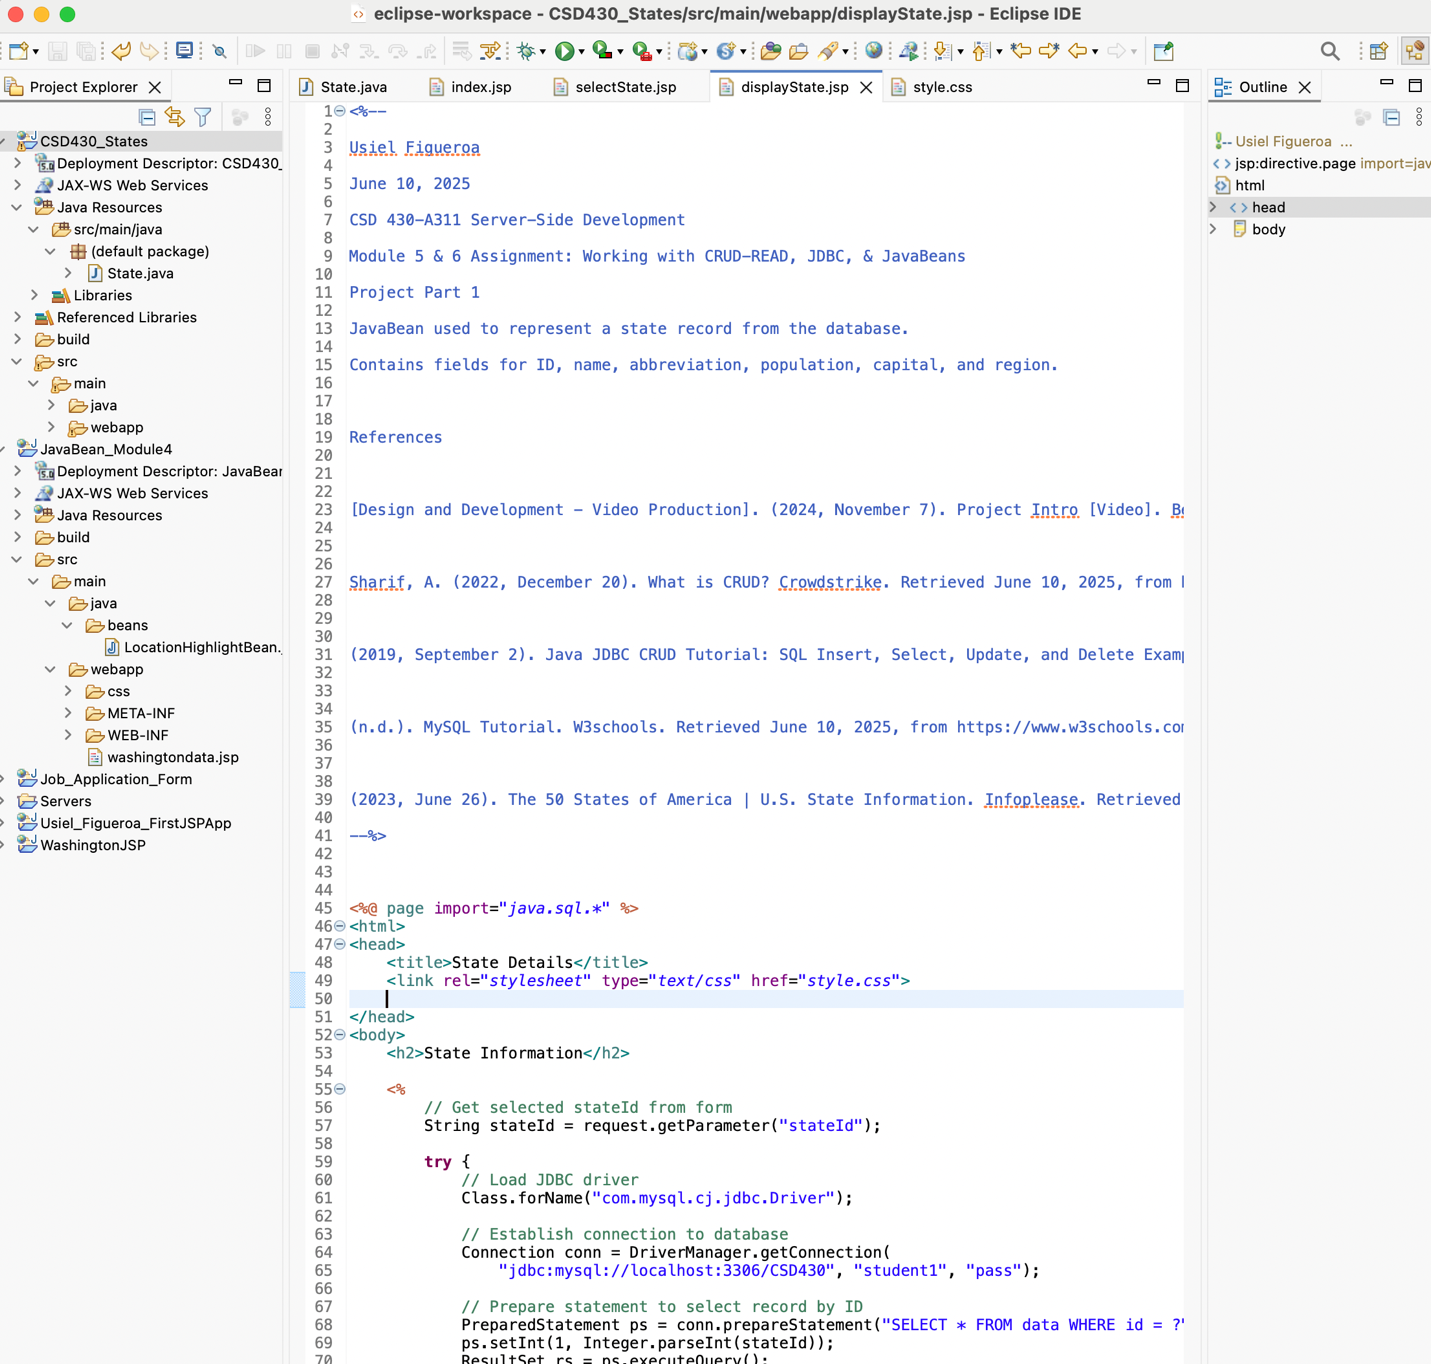 eclipse-workspace - CSD430_States/src/main/webapp/displayState.jsp - Eclipse IDE
Project Explorer
State.java
index.jsp
selectState.jsp
displayState.jsp
style.css
Outline
CSD430_States
Deployment Descriptor: CSD430_
JAX-WS Web Services
Java Resources
src/main/java
(default package)
State.java
Libraries
Referenced Libraries
build
src
main
java
webapp
JavaBean_Module4
Deployment Descriptor: JavaBear
JAX-WS Web Services
Java Resources
build
src
main
java
beans
LocationHighlightBean.
webapp
css
META-INF
WEB-INF
washingtondata.jsp
Job_Application_Form
Servers
Usiel_Figueroa_FirstJSPApp
WashingtonJSP
1 <%--
2
3 Usiel Figueroa
4
5 June 10, 2025
6
7 CSD 430-A311 Server-Side Development
8
9 Module 5 & 6 Assignment: Working with CRUD-READ, JDBC, & JavaBeans
10
11 Project Part 1
12
13 JavaBean used to represent a state record from the database.
14
15 Contains fields for ID, name, abbreviation, population, capital, and region.
16
17
18
19 References
20
21
22
23 [Design and Development - Video Production]. (2024, November 7). Project Intro [Video]. Be
24
25
26
27 Sharif, A. (2022, December 20). What is CRUD? Crowdstrike. Retrieved June 10, 2025, from
28
29
30
31 (2019, September 2). Java JDBC CRUD Tutorial: SQL Insert, Select, Update, and Delete Exam
32
33
34
35 (n.d.). MySQL Tutorial. W3schools. Retrieved June 10, 2025, from https://www.w3schools.com
36
37
38
39 (2023, June 26). The 50 States of America | U.S. State Information. Infoplease. Retrieved
40
41 --%>
42
43
44
45 <%@ page import="java.sql.*" %>
46 <html>
47 <head>
48 <title>State Details</title>
49 <link rel="stylesheet" type="text/css" href="style.css">
50
51 </head>
52 <body>
53 <h2>State Information</h2>
54
55 <%
56 // Get selected stateId from form
57 String stateId = request.getParameter("stateId");
58
59 try {
60 // Load JDBC driver
61 Class.forName("com.mysql.cj.jdbc.Driver");
62
63 // Establish connection to database
64 Connection conn = DriverManager.getConnection(
65 "jdbc:mysql://localhost:3306/CSD430", "student1", "pass");
66
67 // Prepare statement to select record by ID
68 PreparedStatement ps = conn.prepareStatement("SELECT * FROM data WHERE id = ?"
69 ps.setInt(1, Integer.parseInt(stateId));
70 ResultSet rs = ps.executeQuery();
Usiel Figueroa ...
jsp:directive.page import=jav
html
head
body